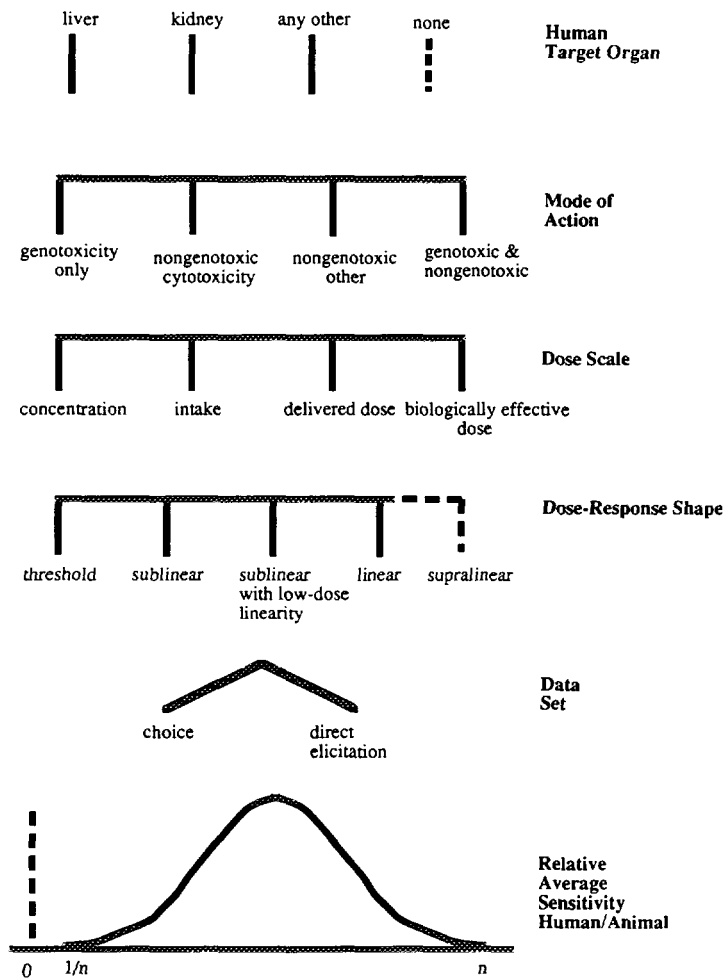 liver
kidney
any other
none
Human
Target Organ
genotoxicity
only
nongenotoxic
cytotoxicity
nongenotoxic
other
genotoxic &
nongenotoxic
Mode of
Action
concentration
intake
delivered dose
biologically effective
dose
Dose Scale
threshold
sublinear
sublinear
with low-dose
linearity
linear
supralinear
Dose-Response Shape
choice
direct
elicitation
Data
Set
Relative
Average
Sensitivity
Human/Animal
0
1/n
n